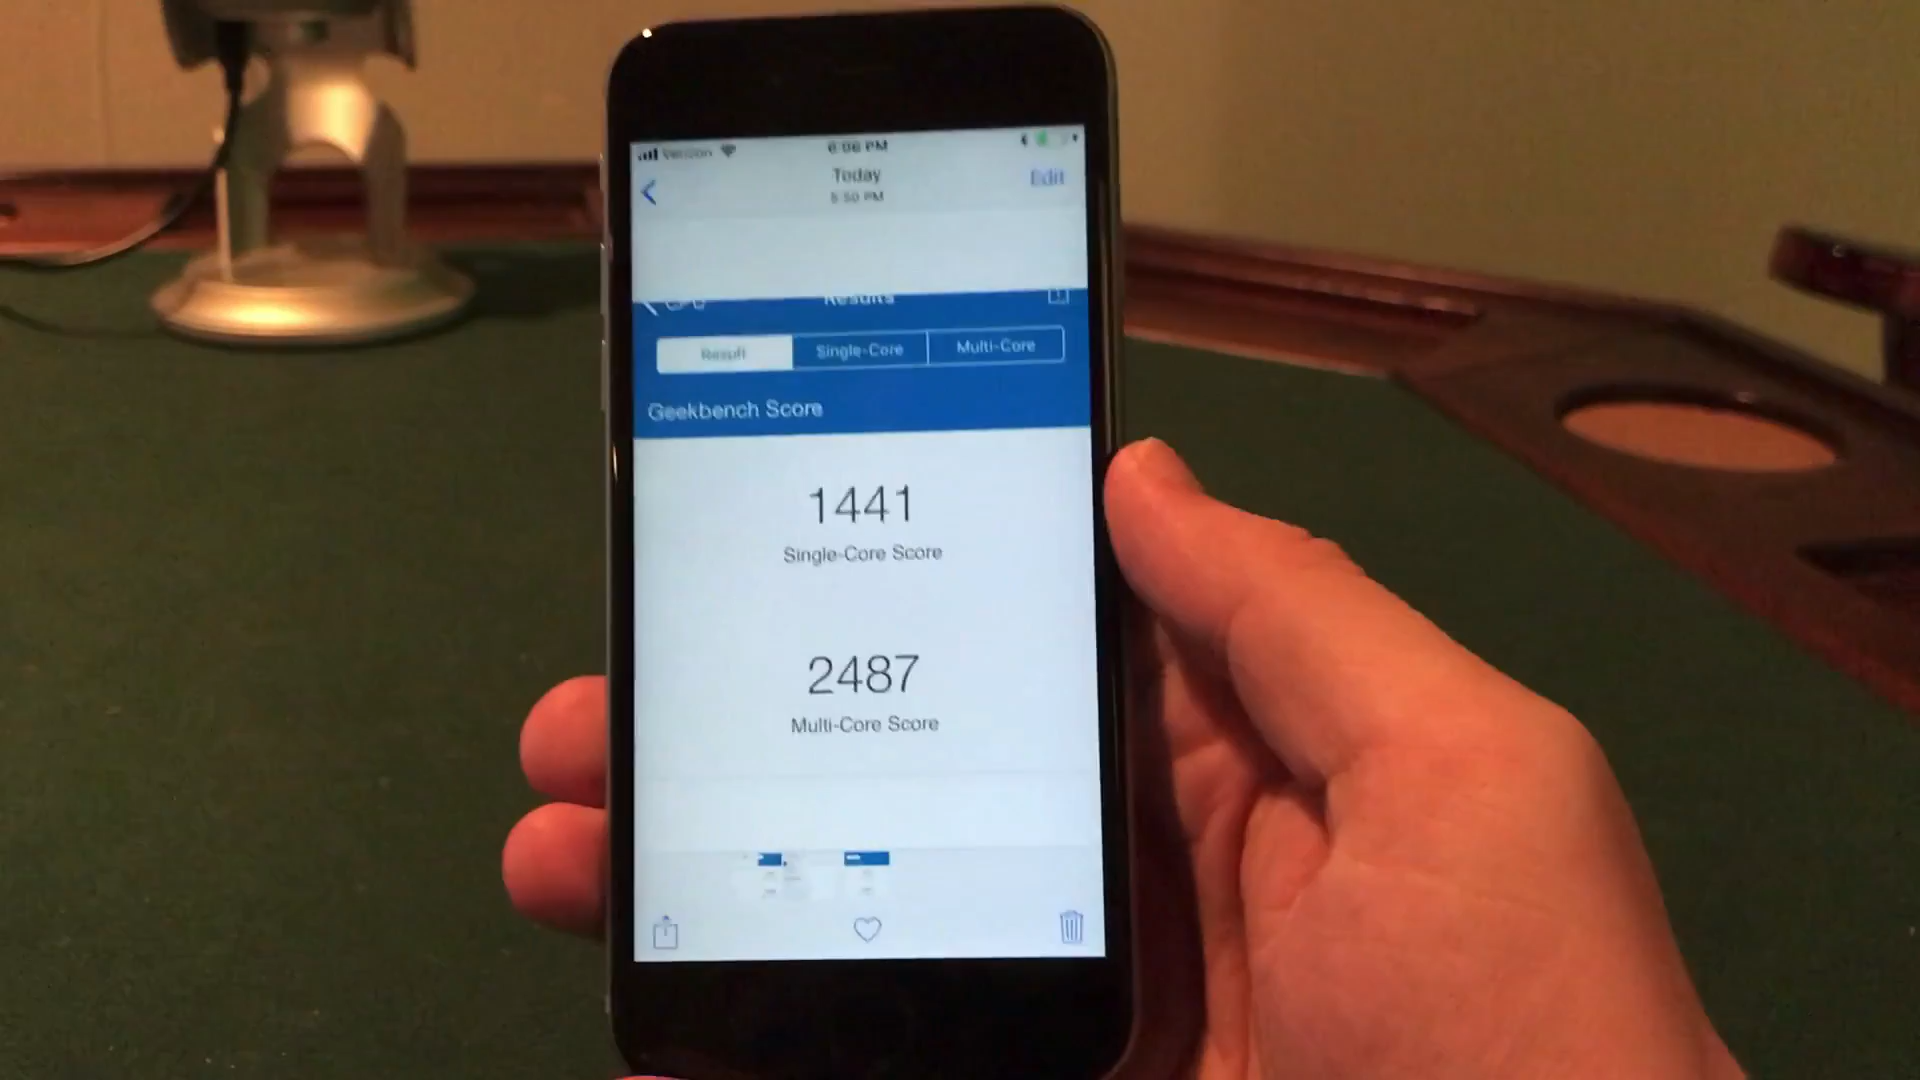 Verizon 6:06 PM
Today
5:50 PM
Edit
Results
Result Single-Core Multi-Core
Geekbench Score
1441
Single-Core Score
2487
Multi-Core Score